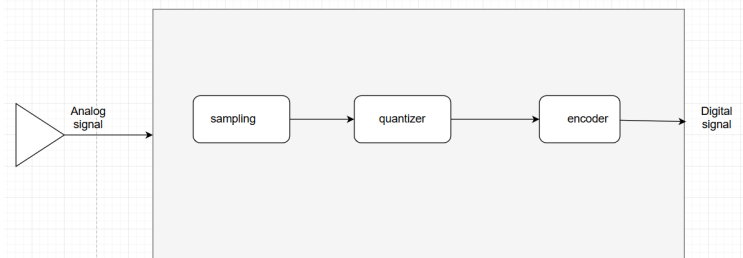 Analog
signal
sampling
quantizer
encoder
Digital
signal